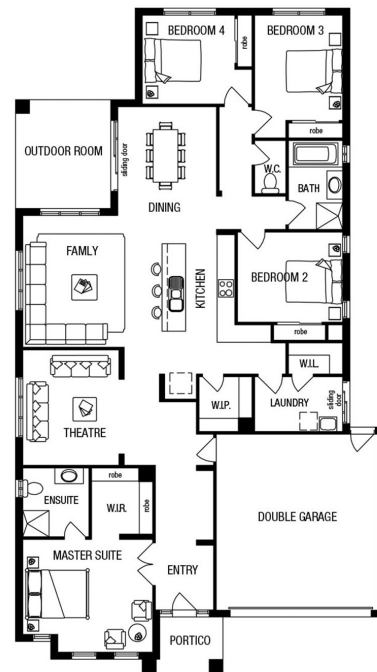 BEDROOM 4
BEDROOM 3
robe
robe
OUTDOOR ROOM
sliding door
W.C.
BATH
DINING
FAMLY
KITCHEN
BEDROOM 2
robe
W.I.L.
W.I.P.
LAUNDRY
sliding door
THEATRE
robe
ENSUITE
W.I.R.
robe
DOUBLE GARAGE
MASTER SUITE
ENTRY
PORTICO